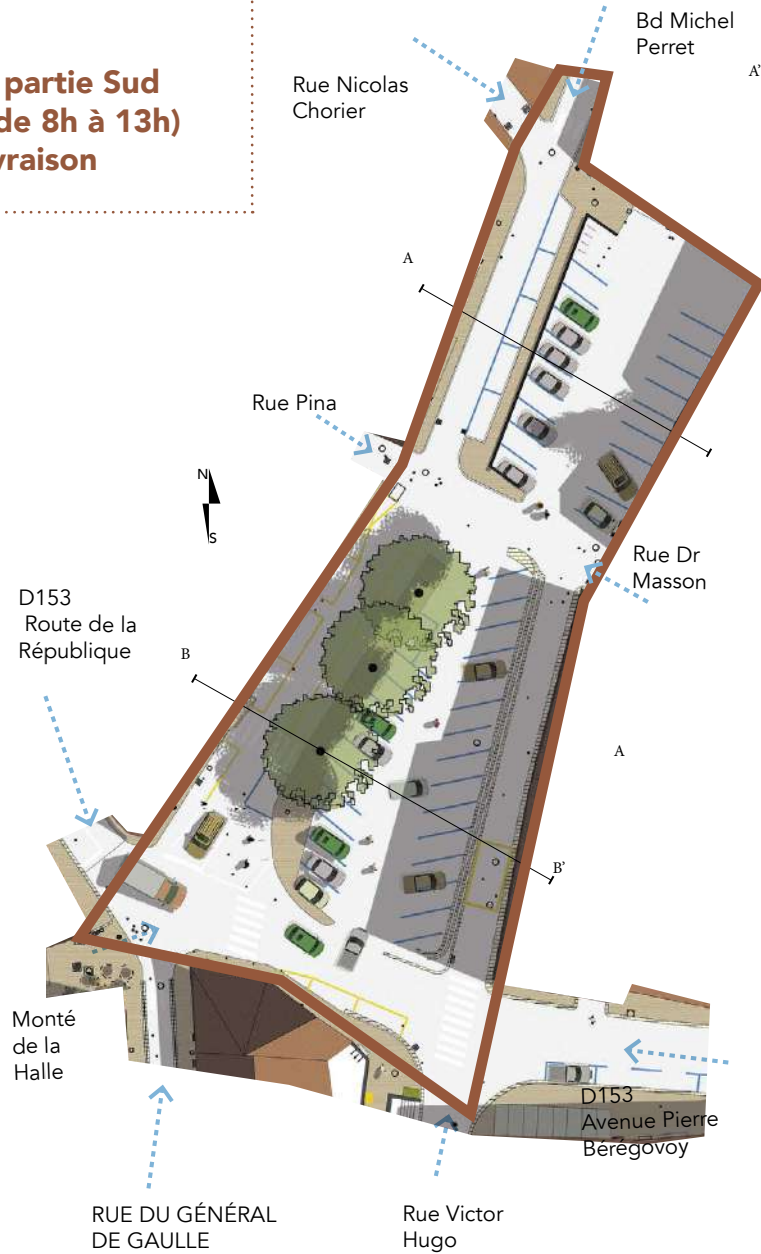 partie Sud
de 8h à 13h)
vraison
Bd Michel
Perret
A'
Rue Nicolas
Chorier
A
Rue Pina
N
S
Rue Dr
Masson
D153
Route de la
République
B
A
B'
Monté
de la
Halle
D153
Avenue Pierre
Bérégovoy
RUE DU GÉNÉRAL
DE GAULLE
Rue Victor
Hugo